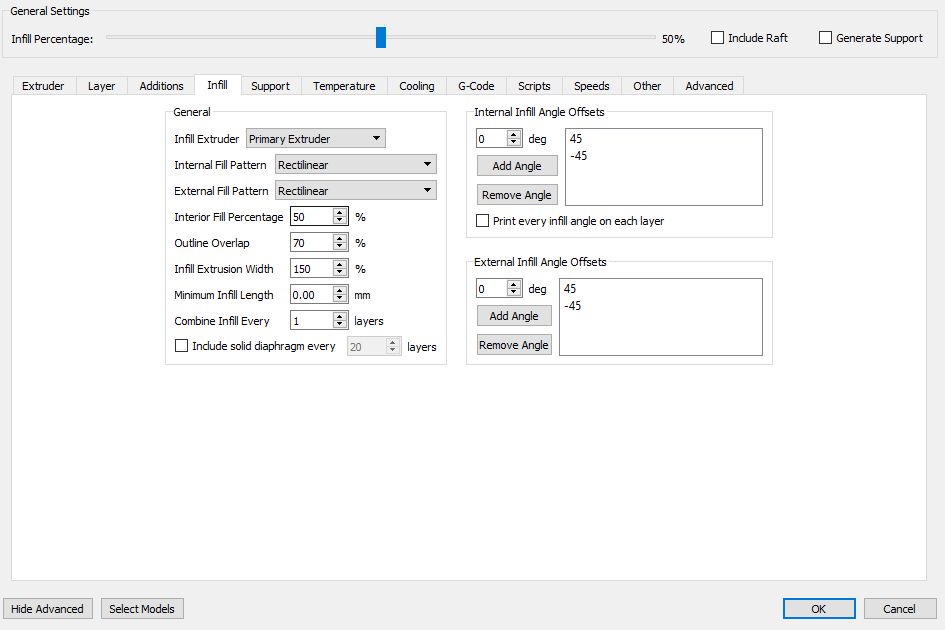 General Settings
Infill Percentage: 50% Include Raft Generate Support
Extruder Layer Additions Infill Support Temperature Cooling G-Code Scripts Speeds Other Advanced
General
Infill Extruder Primary Extruder
Internal Fill Pattern Rectilinear
External Fill Pattern Rectilinear
Interior Fill Percentage 50 %
Outline Overlap 70 %
Infill Extrusion Width 150 %
Minimum Infill Length 0.00 mm
Combine Infill Every 1 layers
Include solid diaphragm every 20 layers
Internal Infill Angle Offsets
0 deg
Add Angle
Remove Angle
45
-45
Print every infill angle on each layer
External Infill Angle Offsets
0 deg
Add Angle
Remove Angle
45
-45
Hide Advanced Select Models OK Cancel